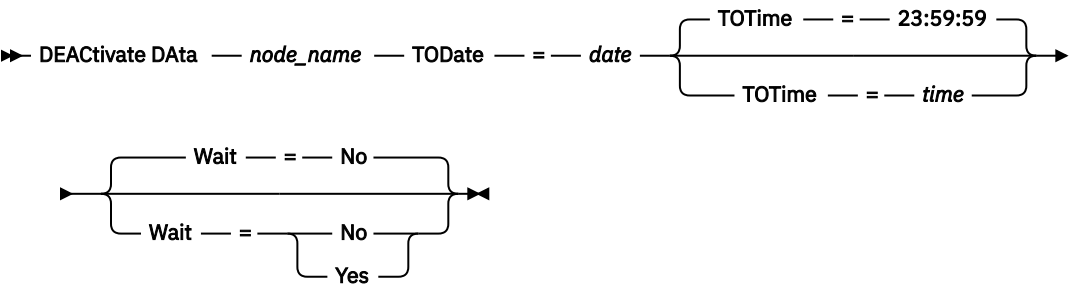 TOTime = 23:59:59
DEACtivate DAta node_name TODate = date
TOTime = time
Wait = No
Wait = No
Yes